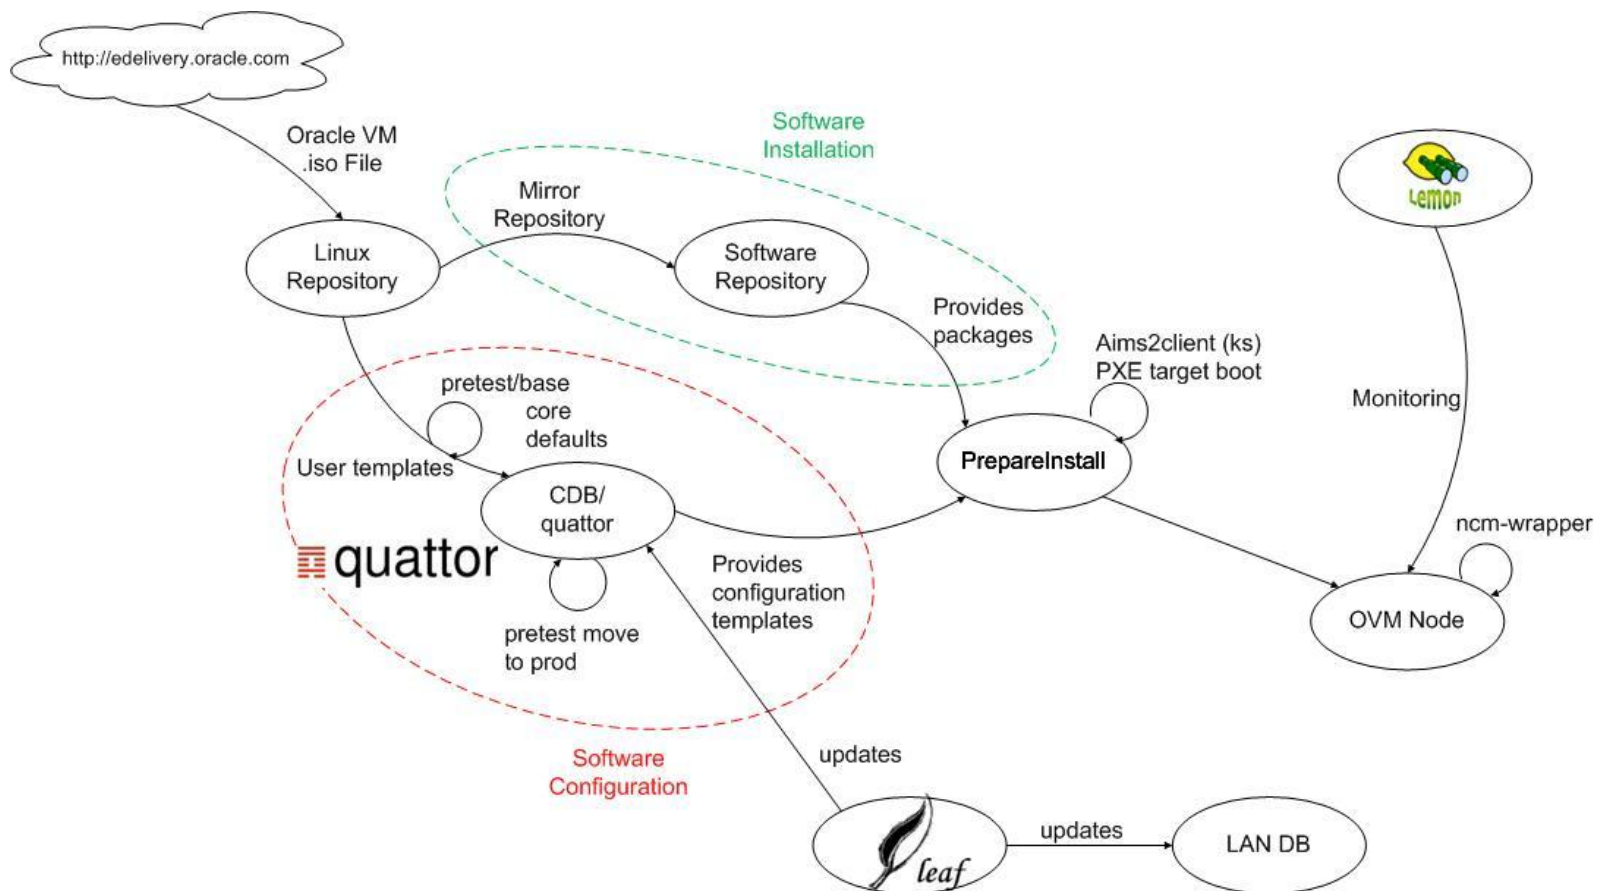 http://edelivery.oracle.com
Oracle VM
.iso File
Software
Installation
Mirror
Repository
Linux
Repository
Software
Repository
Provides
packages
Lemon
Aims2client (ks)
PXE target boot
Monitoring
pretest/base
core
defaults
User templates
CDB/
quattor
PrepareInstall
quattor
ncm-wrapper
Provides
configuration
templates
OVM Node
pretest move
to prod
Software
Configuration
updates
leaf
updates
LAN DB